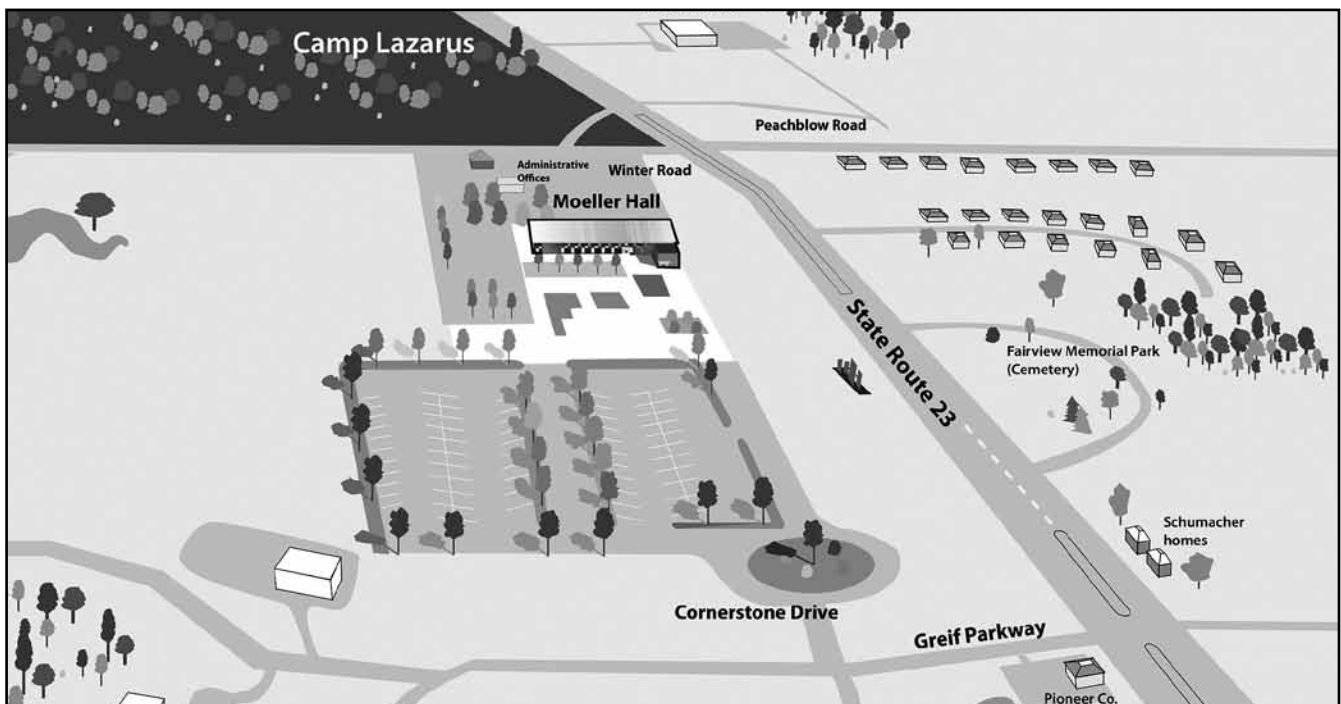 Camp Lazarus
Peachblow Road
Administrative
Offices
Winter Road
Moeller Hall
State Route 23
Fairview Memorial Park
(Cemetery)
Schumacher
homes
Cornerstone Drive
Greif Parkway
Pioneer Co.